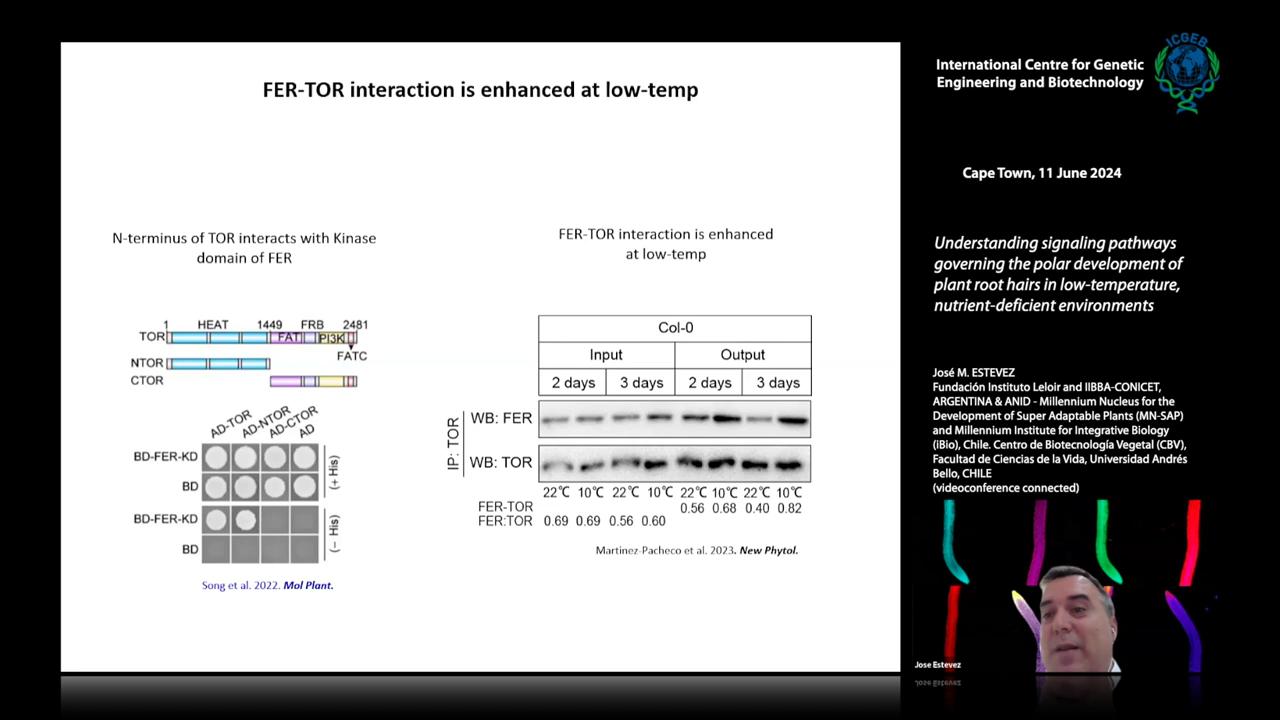 FER-TOR interaction is enhanced at low-temp
N-terminus of TOR interacts with Kinase
domain of FER
1 HEAT 1449 FRB 2481
TOR FAT PI3K
FATC
NTOR
CTOR
AD-TOR AD-NTOR AD-CTOR AD
BD-FER-KD
BD
(+ His)
BD-FER-KD
BD
(− His)
Song et al. 2022. Mol Plant.
FER-TOR interaction is enhanced
at low-temp
Col-0
Input Output
2 days 3 days 2 days 3 days
IP: TOR
WB: FER
WB: TOR
22℃ 10℃ 22℃ 10℃ 22℃ 10℃ 22℃ 10℃
FER-TOR 0.56 0.68 0.40 0.82
FER:TOR 0.69 0.69 0.56 0.60
Martinez-Pacheco et al. 2023. New Phytol.
International Centre for Genetic
Engineering and Biotechnology
ICGEB
Cape Town, 11 June 2024
Understanding signaling pathways
governing the polar development of
plant root hairs in low-temperature,
nutrient-deficient environments
José M. ESTEVEZ
Fundación Instituto Leloir and IIBBA-CONICET,
ARGENTINA & ANID - Millennium Nucleus for the
Development of Super Adaptable Plants (MN-SAP)
and Millennium Institute for Integrative Biology
(iBio), Chile. Centro de Biotecnología Vegetal (CBV),
Facultad de Ciencias de la Vida, Universidad Andrés
Bello, CHILE
(videoconference connected)
Jose Estevez